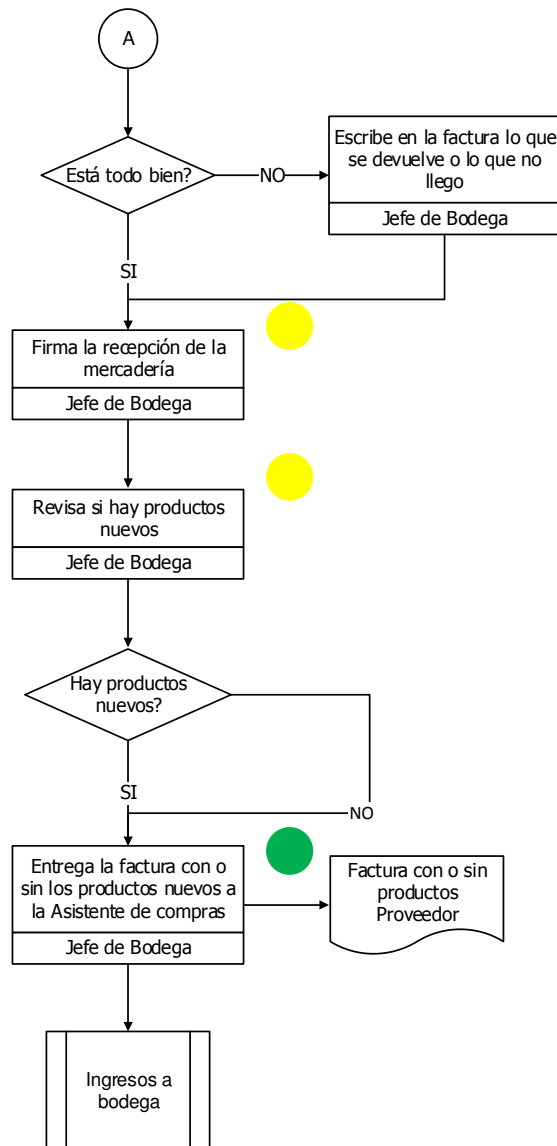 A
Está todo bien?
NO
Escribe en la factura lo que
se devuelve o lo que no
llego
Jefe de Bodega
SI
Firma la recepción de la
mercadería
Jefe de Bodega
Revisa si hay productos
nuevos
Jefe de Bodega
Hay productos
nuevos?
SI
NO
Entrega la factura con o
sin los productos nuevos a
la Asistente de compras
Jefe de Bodega
Factura con o sin
productos
Proveedor
Ingresos a
bodega